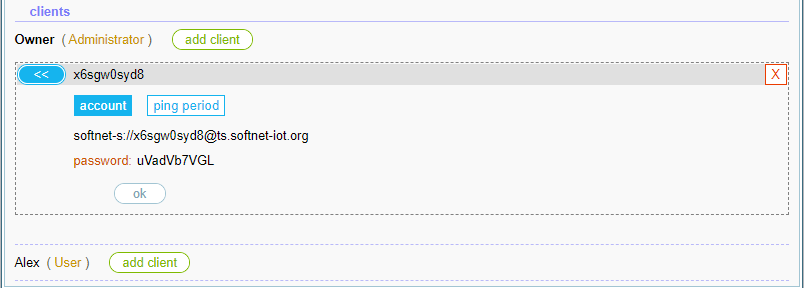 clients
Owner ( Administrator ) add client
<< x6sgw0syd8 X
account ping period
softnet-s://x6sgw0syd8@ts.softnet-iot.org
password: uVadVb7VGL
ok
Alex ( User ) add client